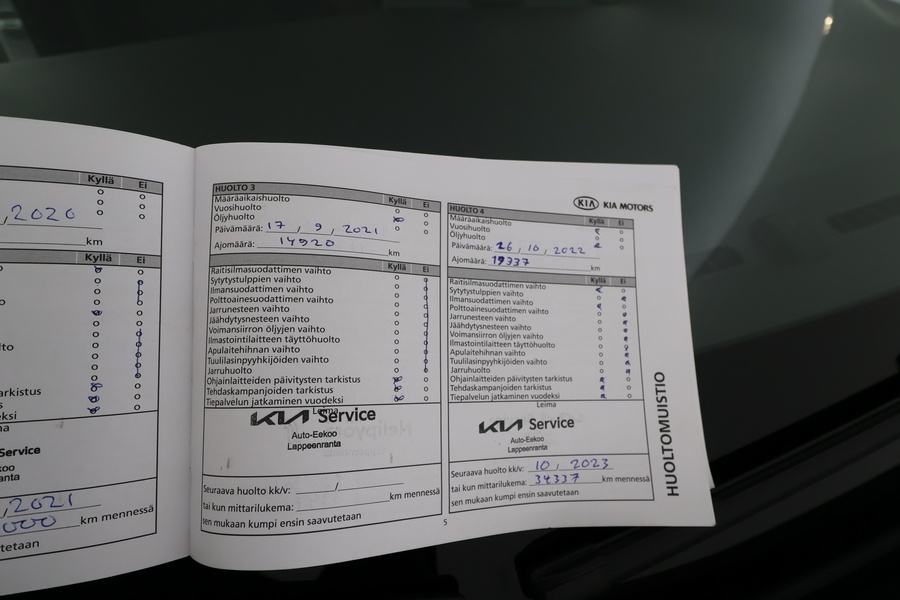 Kyllä Ei
,2020
km
Kyllä Ei
lto
tarkistus
s
eksi
ma
Service
koo
anta
, 2021
000 km mennessä
tetaan
HUOLTO 3
Määräaikaishuolto Kyllä Ei
Vuosihuolto
Öljyhuolto
Päivämäärä: 17 , 9 , 2021
Ajomäärä: 14920 km
Kyllä Ei
Raitisilmasuodattimen vaihto
Sytytystulppien vaihto
Ilmansuodattimen vaihto
Polttoainesuodattimen vaihto
Jarrunesteen vaihto
Jäähdytysnesteen vaihto
Voimansiirron öljyjen vaihto
Ilmastointilaitteen täyttöhuolto
Apulaitehihnan vaihto
Tuulilasinpyyhkijöiden vaihto
Jarruhuolto
Ohjainlaitteiden päivitysten tarkistus
Tehdaskampanjoiden tarkistus
Tiepalvelun jatkaminen vuodeksi
Leima
KIA Service
Auto-Eekoo
Lappeenranta
Seuraava huolto kk/v: /
tai kun mittarilukema: km mennessä
sen mukaan kumpi ensin saavutetaan
5
KIA KIA MOTORS
HUOLTO 4
Määräaikaishuolto Kyllä Ei
Vuosihuolto
Öljyhuolto
Päivämäärä: 26 , 10 , 2022
Ajomäärä: 19337 km
Kyllä Ei
Raitisilmasuodattimen vaihto
Sytytystulppien vaihto
Ilmansuodattimen vaihto
Polttoainesuodattimen vaihto
Jarrunesteen vaihto
Jäähdytysnesteen vaihto
Voimansiirron öljyjen vaihto
Ilmastointilaitteen täyttöhuolto
Apulaitehihnan vaihto
Tuulilasinpyyhkijöiden vaihto
Jarruhuolto
Ohjainlaitteiden päivitysten tarkistus
Tehdaskampanjoiden tarkistus
Tiepalvelun jatkaminen vuodeksi
Leima
KIA Service
Auto-Eekoo
Lappeenranta
Seuraava huolto kk/v: 10 , 2023
tai kun mittarilukema: 34337 km mennessä
sen mukaan kumpi ensin saavutetaan
HUOLTOMUISTIO